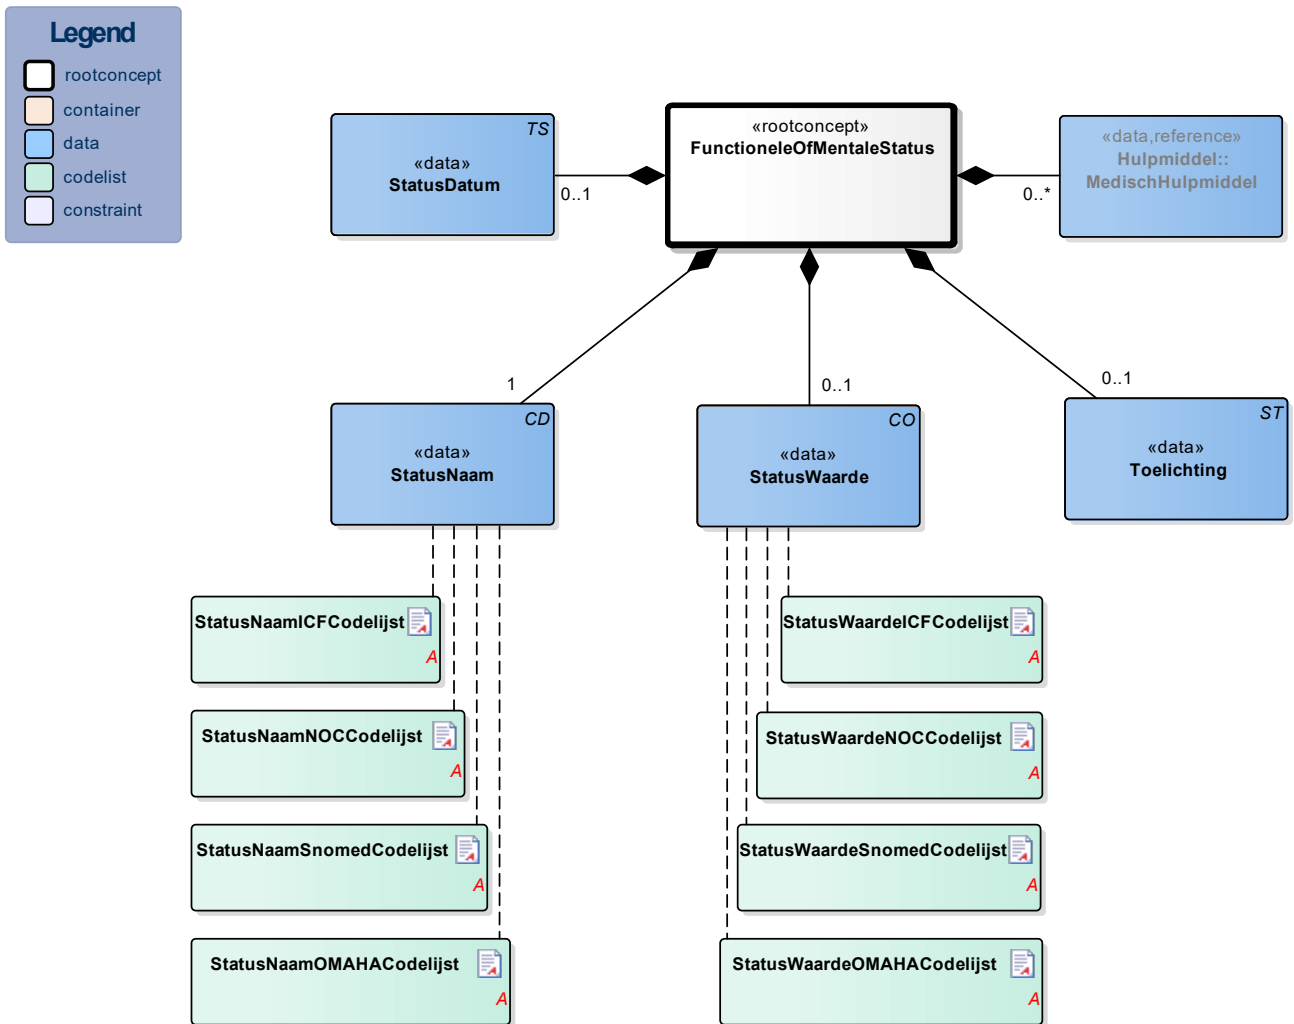 Legend
rootconcept
container
data
codelist
constraint
TS
«data»
StatusDatum
0..1
«rootconcept»
FunctioneleOfMentaleStatus
«data,reference»
Hulpmiddel::
MedischHulpmiddel
0..*
1
0..1
0..1
CD
«data»
StatusNaam
CO
«data»
StatusWaarde
ST
«data»
Toelichting
StatusNaamICFCodelijst
A
StatusWaardeICFCodelijst
A
StatusNaamNOCCodelijst
A
StatusWaardeNOCCodelijst
A
StatusNaamSnomedCodelijst
A
StatusWaardeSnomedCodelijst
A
StatusNaamOMAHACodelijst
A
StatusWaardeOMAHACodelijst
A